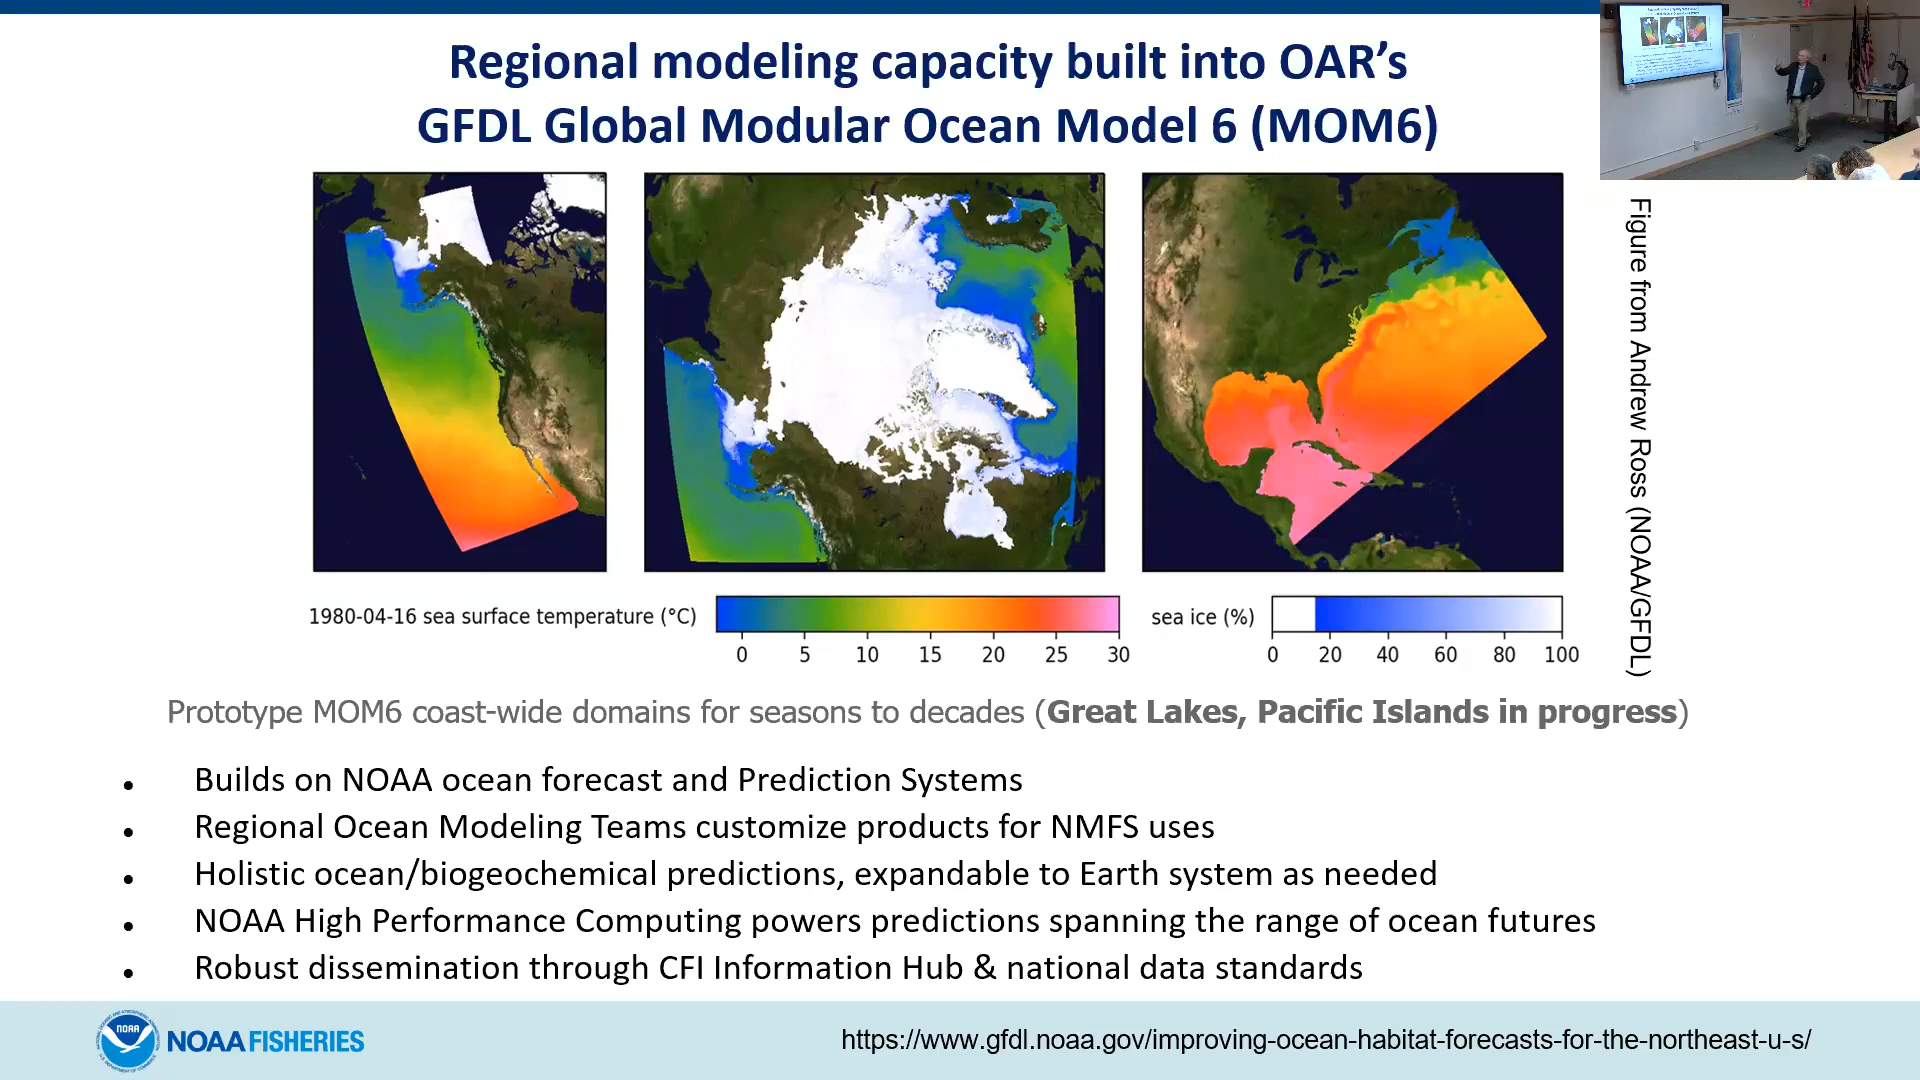 Regional modeling capacity built into OAR's
GFDL Global Modular Ocean Model 6 (MOM6)
Figure from Andrew Ross (NOAA/GFDL)
1980-04-16 sea surface temperature (°C)
0 5 10 15 20 25 30
sea ice (%)
0 20 40 60 80 100
Prototype MOM6 coast-wide domains for seasons to decades (Great Lakes, Pacific Islands in progress)
• Builds on NOAA ocean forecast and Prediction Systems
• Regional Ocean Modeling Teams customize products for NMFS uses
• Holistic ocean/biogeochemical predictions, expandable to Earth system as needed
• NOAA High Performance Computing powers predictions spanning the range of ocean futures
• Robust dissemination through CFI Information Hub & national data standards
NOAA
NOAA FISHERIES
https://www.gfdl.noaa.gov/improving-ocean-habitat-forecasts-for-the-northeast-u-s/